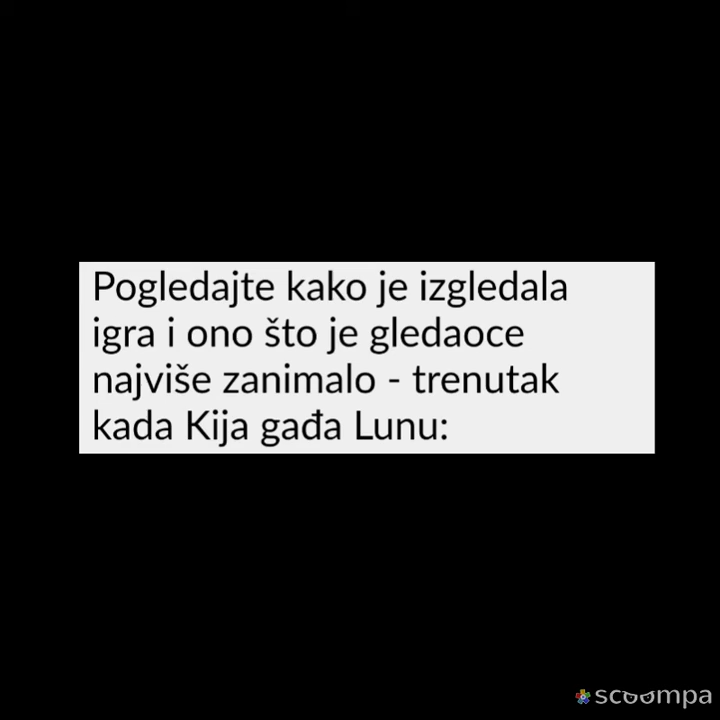 Pogledajte kako je izgledala
igra i ono što je gledaoce
najviše zanimalo - trenutak
kada Kija gađa Lunu:
scoompa